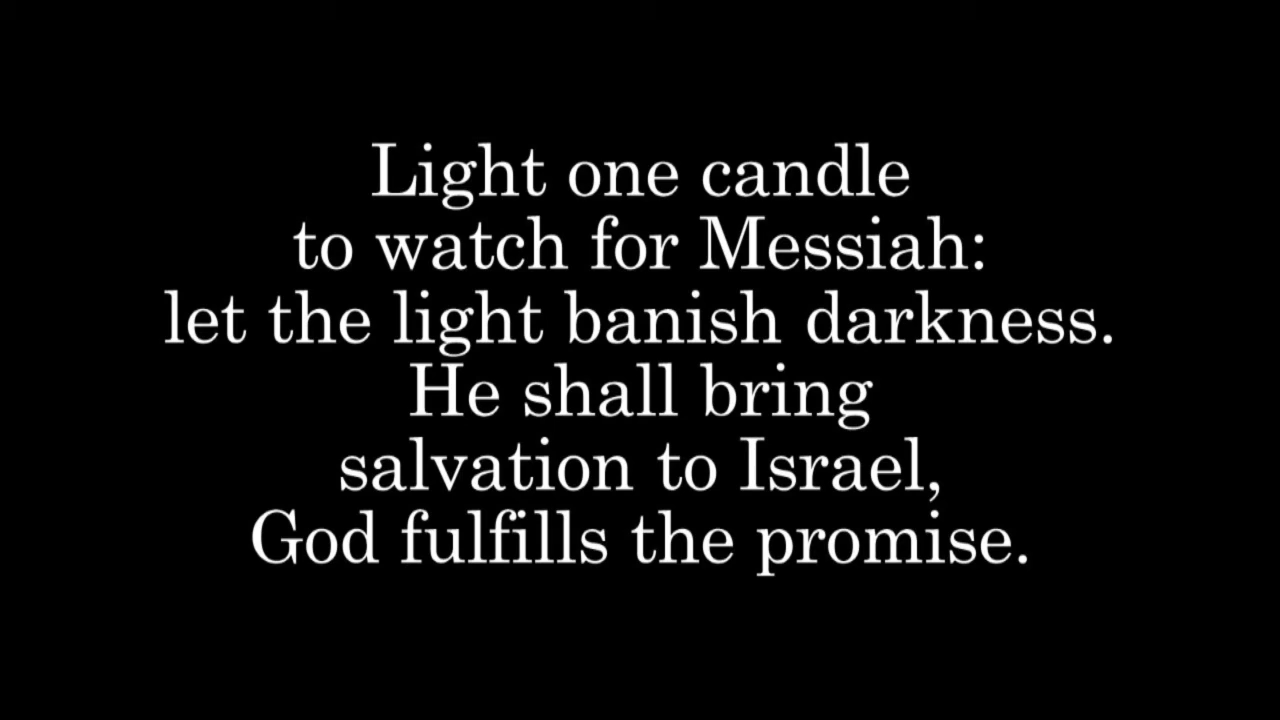 Light one candle
to watch for Messiah:
let the light banish darkness.
He shall bring
salvation to Israel,
God fulfills the promise.